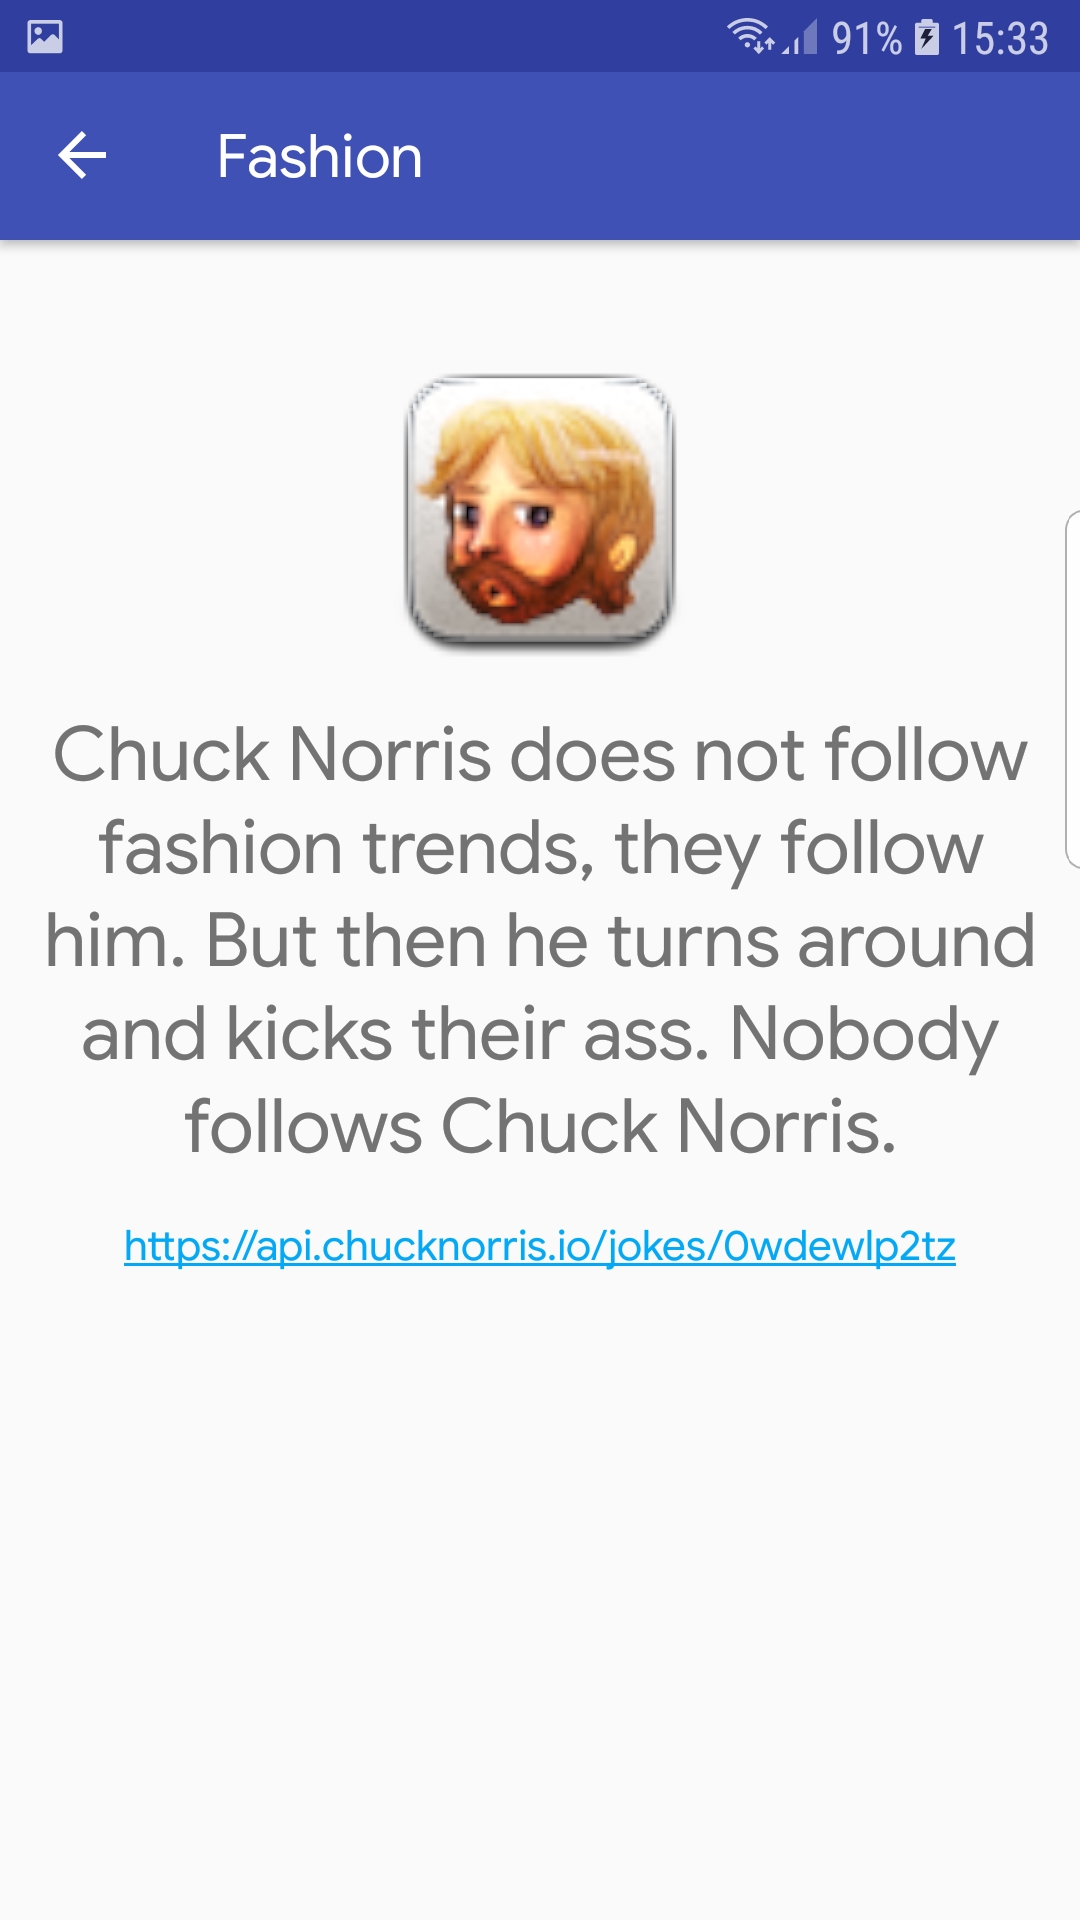 91% 15:33
Fashion
Chuck Norris does not follow
fashion trends, they follow
him. But then he turns around
and kicks their ass. Nobody
follows Chuck Norris.
https://api.chucknorris.io/jokes/0wdewlp2tz